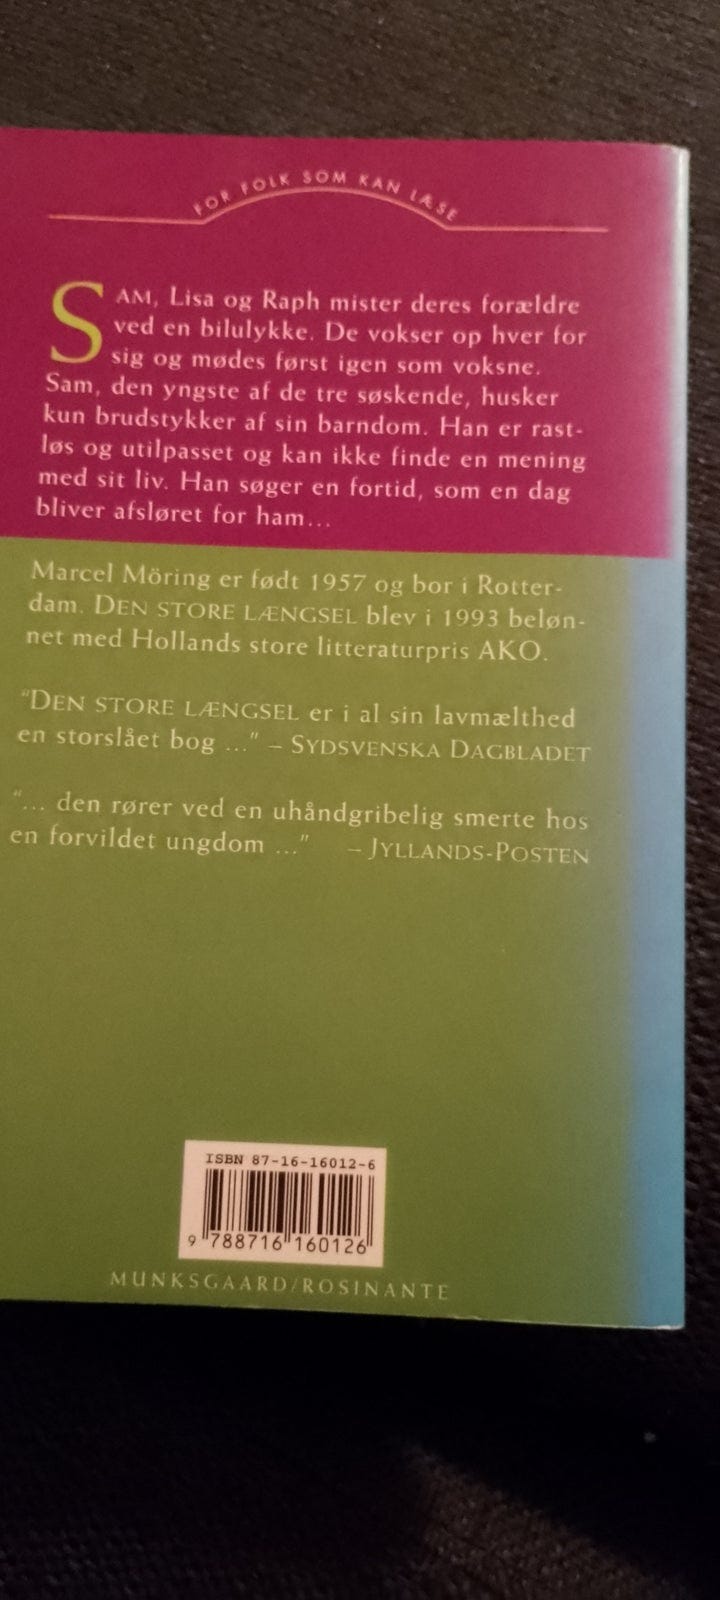 FOR FOLK SOM KAN LÆSE
SAM, Lisa og Raph mister deres forældre
ved en bilulykke. De vokser op hver for
sig og mødes først igen som voksne.
Sam, den yngste af de tre søskende, husker
kun brudstykker af sin barndom. Han er rast-
løs og utilpasset og kan ikke finde en mening
med sit liv. Han søger en fortid, som en dag
bliver afsløret for ham...
Marcel Möring er født 1957 og bor i Rotter-
dam. DEN STORE LÆNGSEL blev i 1993 beløn-
net med Hollands store litteraturpris AKO.
"DEN STORE LÆNGSEL er i al sin lavmælthed
en storslået bog ..." – SYDSVENSKA DAGBLADET
"... den rører ved en uhåndgribelig smerte hos
en forvildet ungdom ..." – JYLLANDS-POSTEN
ISBN 87-16-16012-6
9 788716 160126
MUNKSGAARD/ROSINANTE